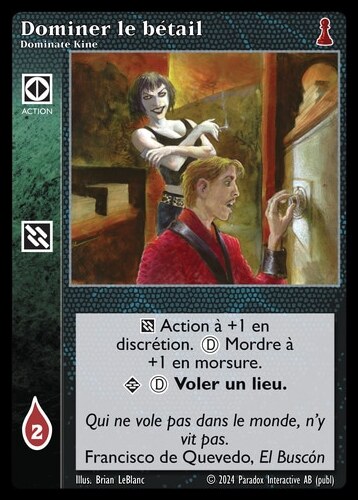 Dominer le bétail
Dominate Kine
ACTION
Action à +1 en
discrétion. D Mordre à
+1 en morsure.
D Voler un lieu.
Qui ne vole pas dans le monde, n'y
vit pas.
Francisco de Quevedo, El Buscón
2
Illus. Brian LeBlanc
© 2024 Paradox Interactive AB (publ)